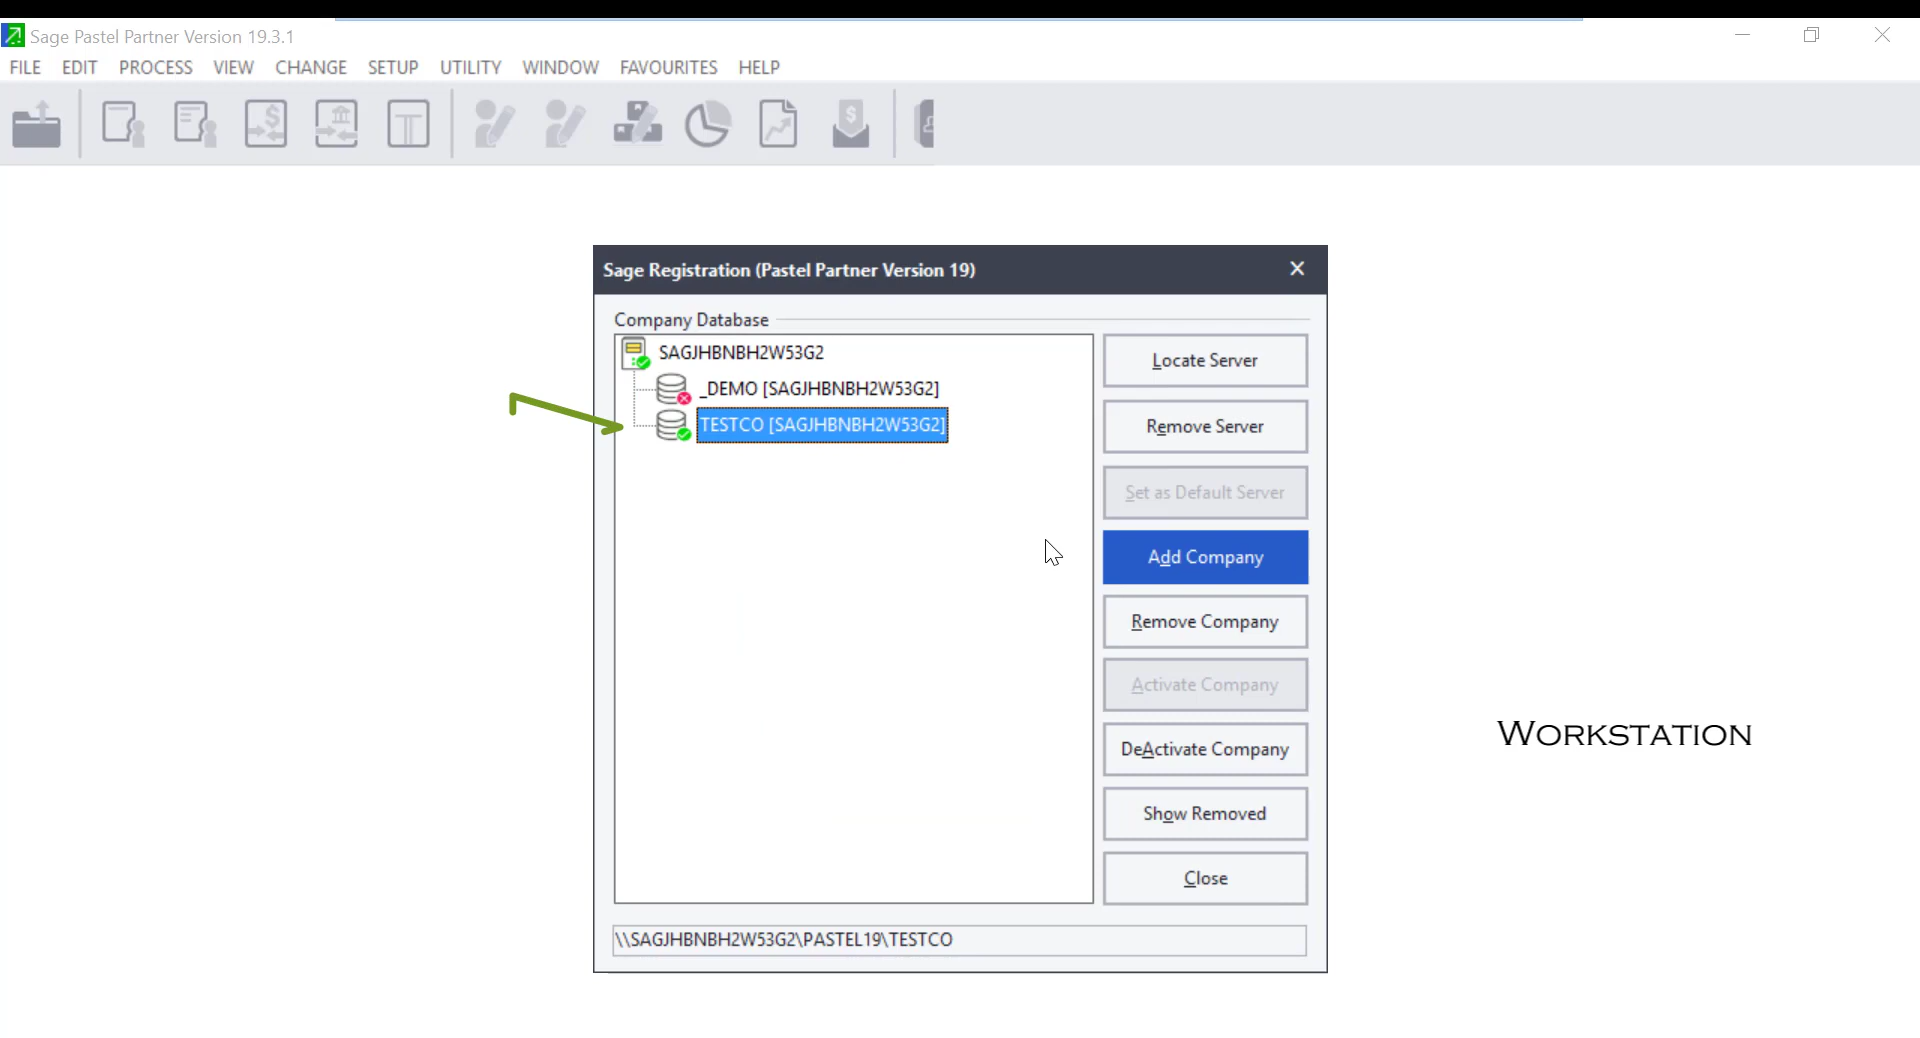 Sage Pastel Partner Version 19.3.1
FILE EDIT PROCESS VIEW CHANGE SETUP UTILITY WINDOW FAVOURITES HELP
Sage Registration (Pastel Partner Version 19)
Company Database
SAGJHBNBH2W53G2
_DEMO [SAGJHBNBH2W53G2]
TESTCO [SAGJHBNBH2W53G2]
Locate Server
Remove Server
Set as Default Server
Add Company
Remove Company
Activate Company
DeActivate Company
Show Removed
Close
\\SAGJHBNBH2W53G2\PASTEL19\TESTCO
WORKSTATION